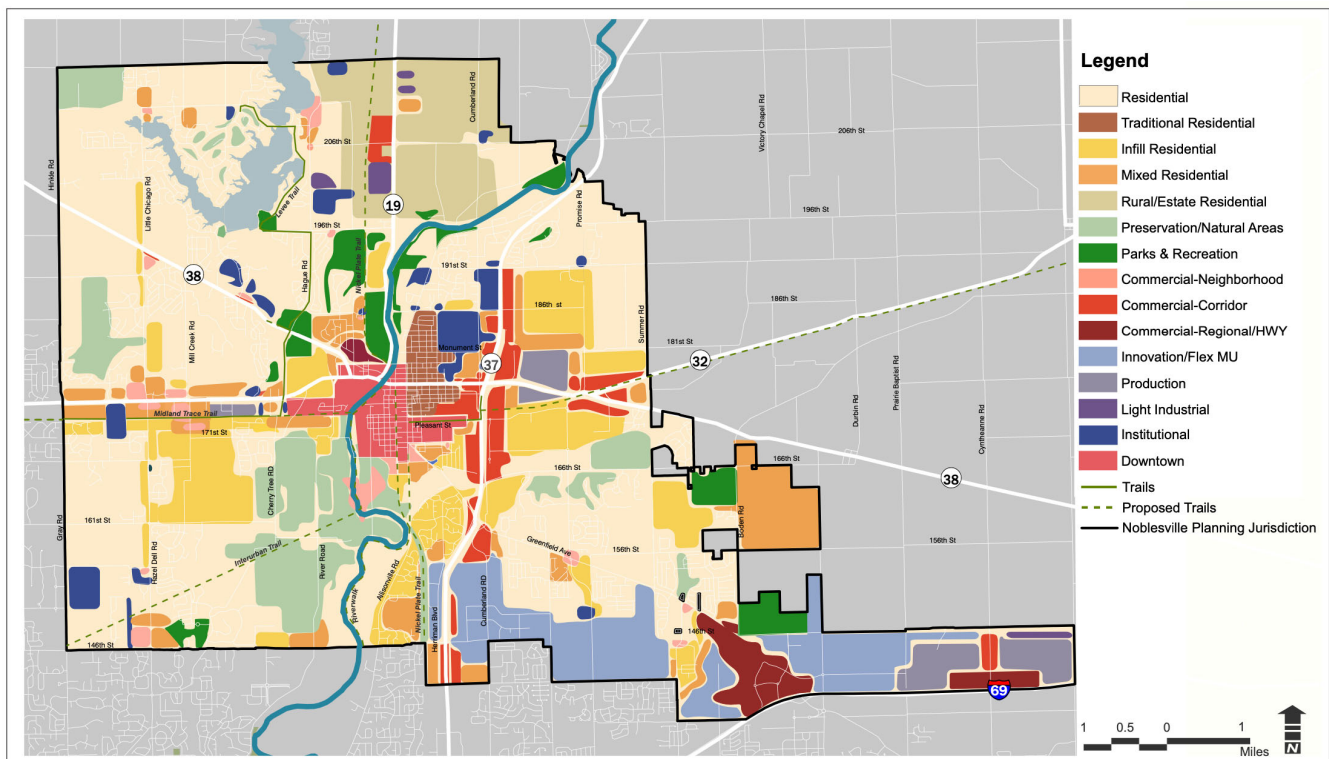 Legend
Residential
Traditional Residential
Infill Residential
Mixed Residential
Rural/Estate Residential
Preservation/Natural Areas
Parks & Recreation
Commercial-Neighborhood
Commercial-Corridor
Commercial-Regional/HWY
Innovation/Flex MU
Production
Light Industrial
Institutional
Downtown
Trails
Proposed Trails
Noblesville Planning Jurisdiction
1 0.5 0 1
Miles
N
Hinkle Rd
Little Chicago Rd
Levee Trail
206th St
Cumberland Rd
Victory Chapel Rd
206th St
19
196th St
Promise Rd
196th St
Nickel Plate Trail
191st St
38
Hague Rd
186th st
Summer Rd
186th St
Mill Creek Rd
Monument St
181st St
37
32
Prairie Baptist Rd
Durbin Rd
Cyntheanne Rd
Midland Trace Trail
171st St
Pleasant St
166th St
166th St
38
Cherry Tree RD
Gray Rd
161st St
Boden Rd
156th St
156th St
Greenfield Ave
Interurban Trail
Hazel Dell Rd
River Road
Riverwalk
Allisonville Rd
Nickel Plate Trail
Cumberland RD
Herriman Blvd
146th St
146th St
69